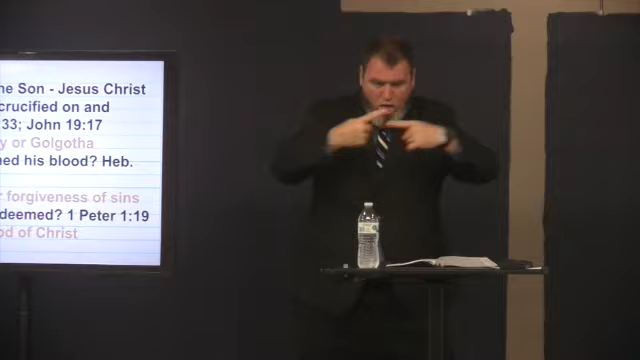 he Son - Jesus Christ
crucified on and
33; John 19:17
y or Golgotha
ned his blood? Heb.
r forgiveness of sins
deemed? 1 Peter 1:19
od of Christ